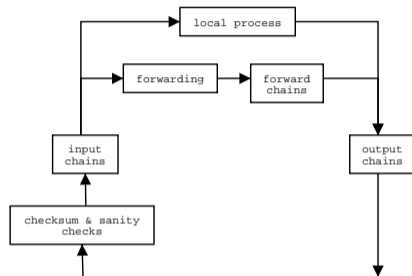 local process
forwarding
forward
chains
input
chains
output
chains
checksum & sanity
checks